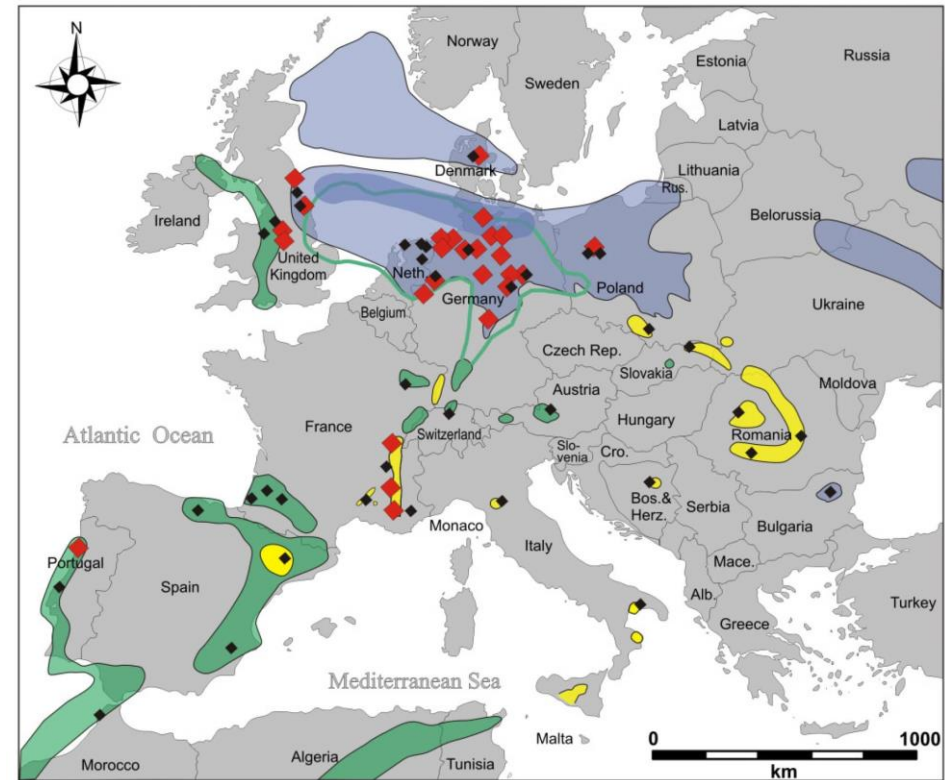 N
Norway
Sweden
Estonia
Russia
Latvia
Lithuania
Rus.
Denmark
Belorussia
Ireland
United
Kingdom
Neth.
Germany
Poland
Belgium
Ukraine
Czech Rep.
Slovakia
Moldova
Austria
Hungary
France
Switzerland
Romania
Atlantic Ocean
Slo-
venia
Cro.
Bos.&
Herz.
Serbia
Monaco
Bulgaria
Italy
Portugal
Spain
Mace.
Alb.
Turkey
Greece
Mediterranean Sea
Malta
0
1000
km
Morocco
Algeria
Tunisia